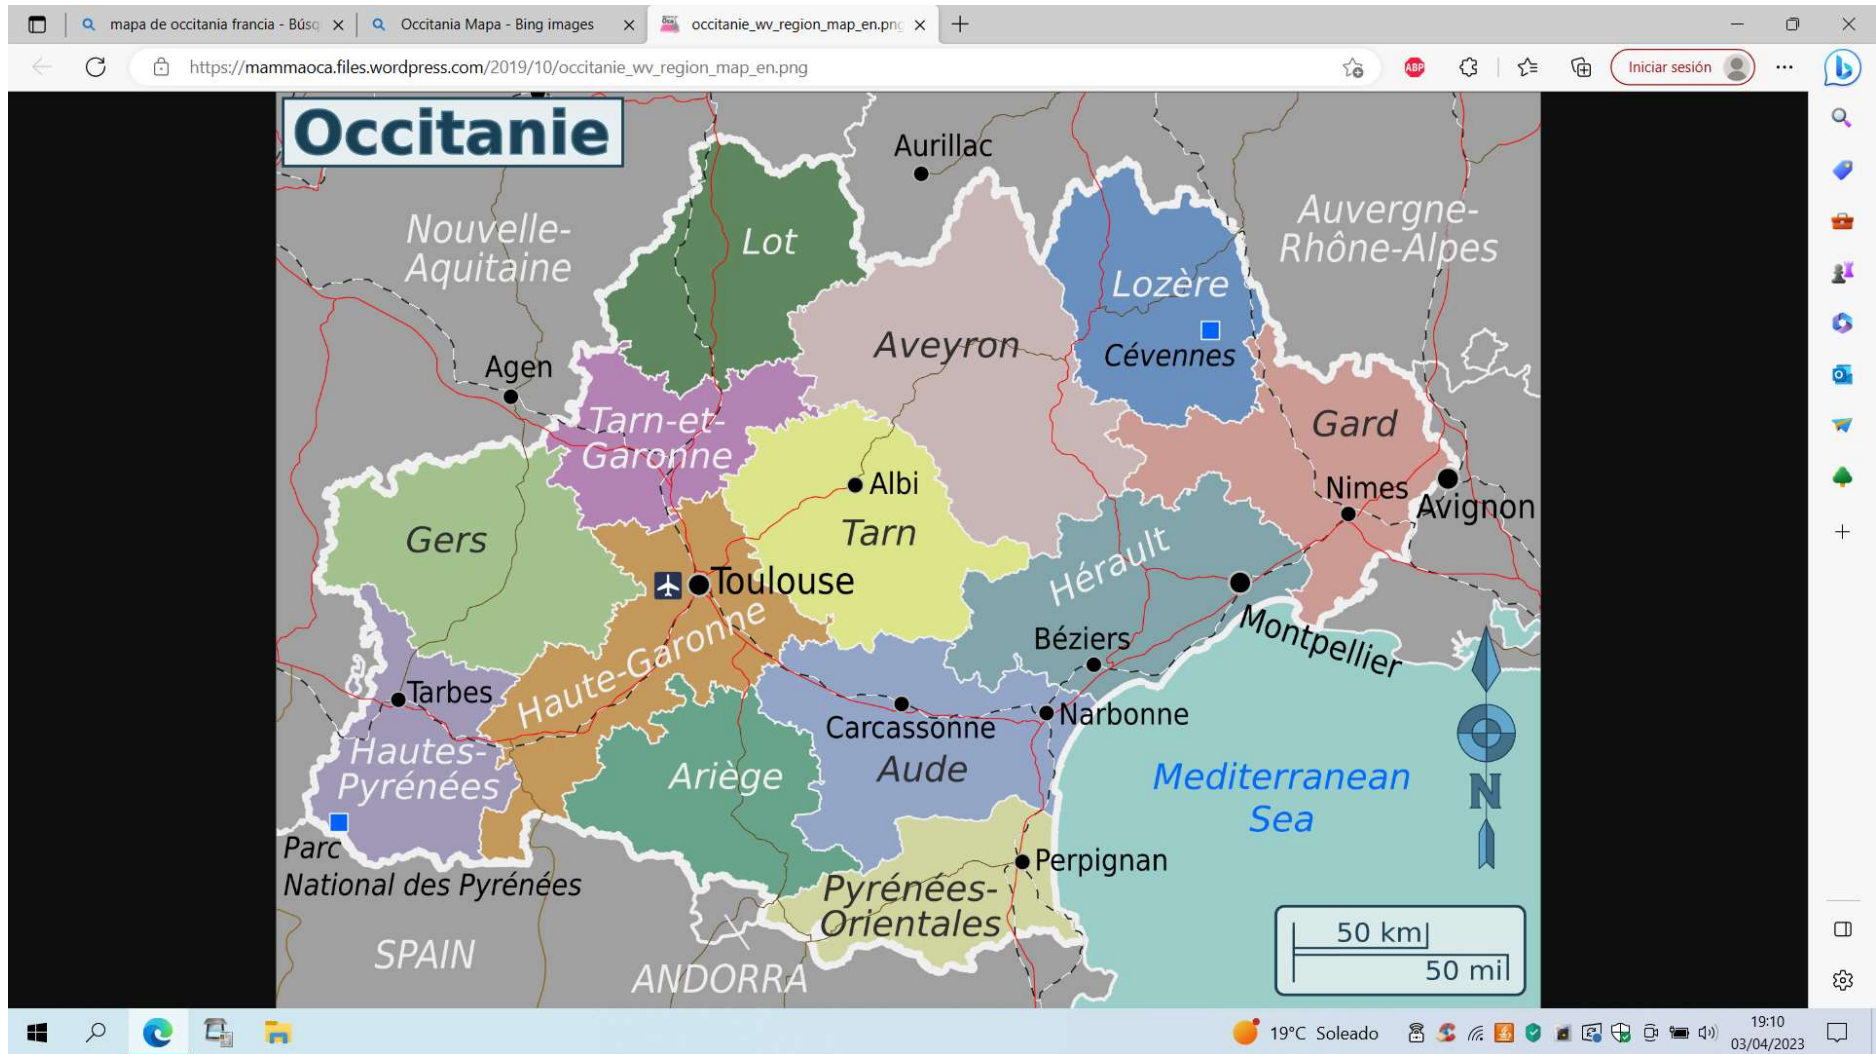 mapa de occitania francia - Búsq
Occitania Mapa - Bing images
occitanie_wv_region_map_en.png
https://mammaoca.files.wordpress.com/2019/10/occitanie_wv_region_map_en.png
ABP
Iniciar sesión
Occitanie
Aurillac
Nouvelle-
Aquitaine
Lot
Auvergne-
Rhône-Alpes
Lozère
Aveyron
Cévennes
Agen
Tarn-et-
Garonne
Gard
Albi
Nimes
Avignon
Gers
Tarn
Hérault
Toulouse
Haute-Garonne
Montpellier
Béziers
Tarbes
Narbonne
Carcassonne
Hautes-
Pyrénées
Ariège
Aude
Mediterranean
Sea
N
Parc
National des Pyrénées
Perpignan
Pyrénées-
Orientales
SPAIN
ANDORRA
50 km
50 mil
19°C Soleado
19:10
03/04/2023